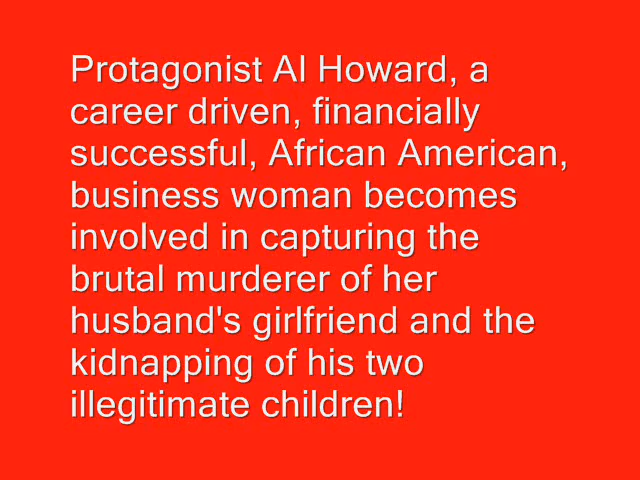 Protagonist Al Howard, a
career driven, financially
successful, African American,
business woman becomes
involved in capturing the
brutal murderer of her
husband's girlfriend and the
kidnapping of his two
illegitimate children!